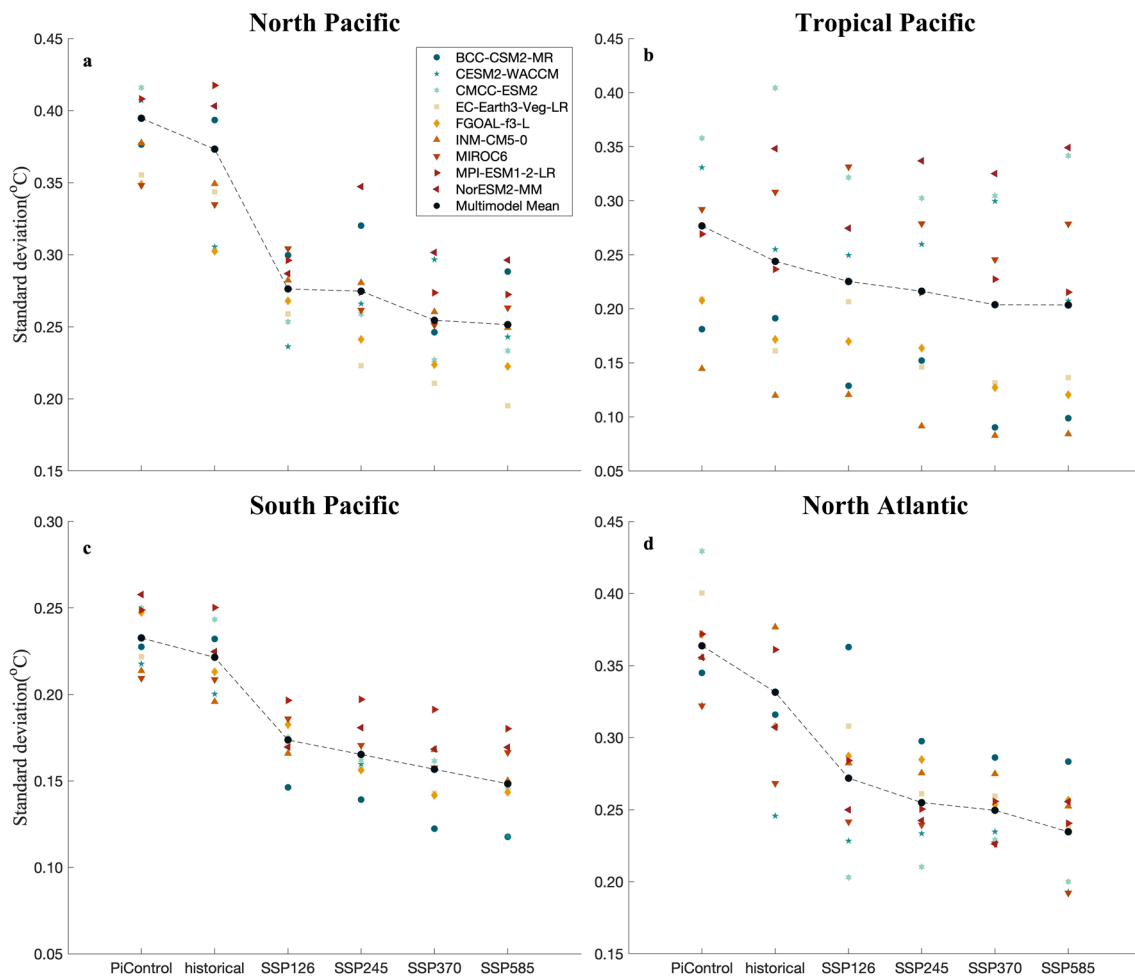 North Pacific
Tropical Pacific
a
b
0.45
0.40
0.35
0.30
0.25
0.20
0.15
Standard deviation(°C)
BCC-CSM2-MR
CESM2-WACCM
CMCC-ESM2
EC-Earth3-Veg-LR
FGOAL-f3-L
INM-CM5-0
MIROC6
MPI-ESM1-2-LR
NorESM2-MM
Multimodel Mean
0.45
0.40
0.35
0.30
0.25
0.20
0.15
0.10
0.05
South Pacific
North Atlantic
c
d
0.30
0.25
0.20
0.15
0.10
0.05
Standard deviation(°C)
PiControl historical SSP126 SSP245 SSP370 SSP585
0.45
0.40
0.35
0.30
0.25
0.20
0.15
PiControl historical SSP126 SSP245 SSP370 SSP585